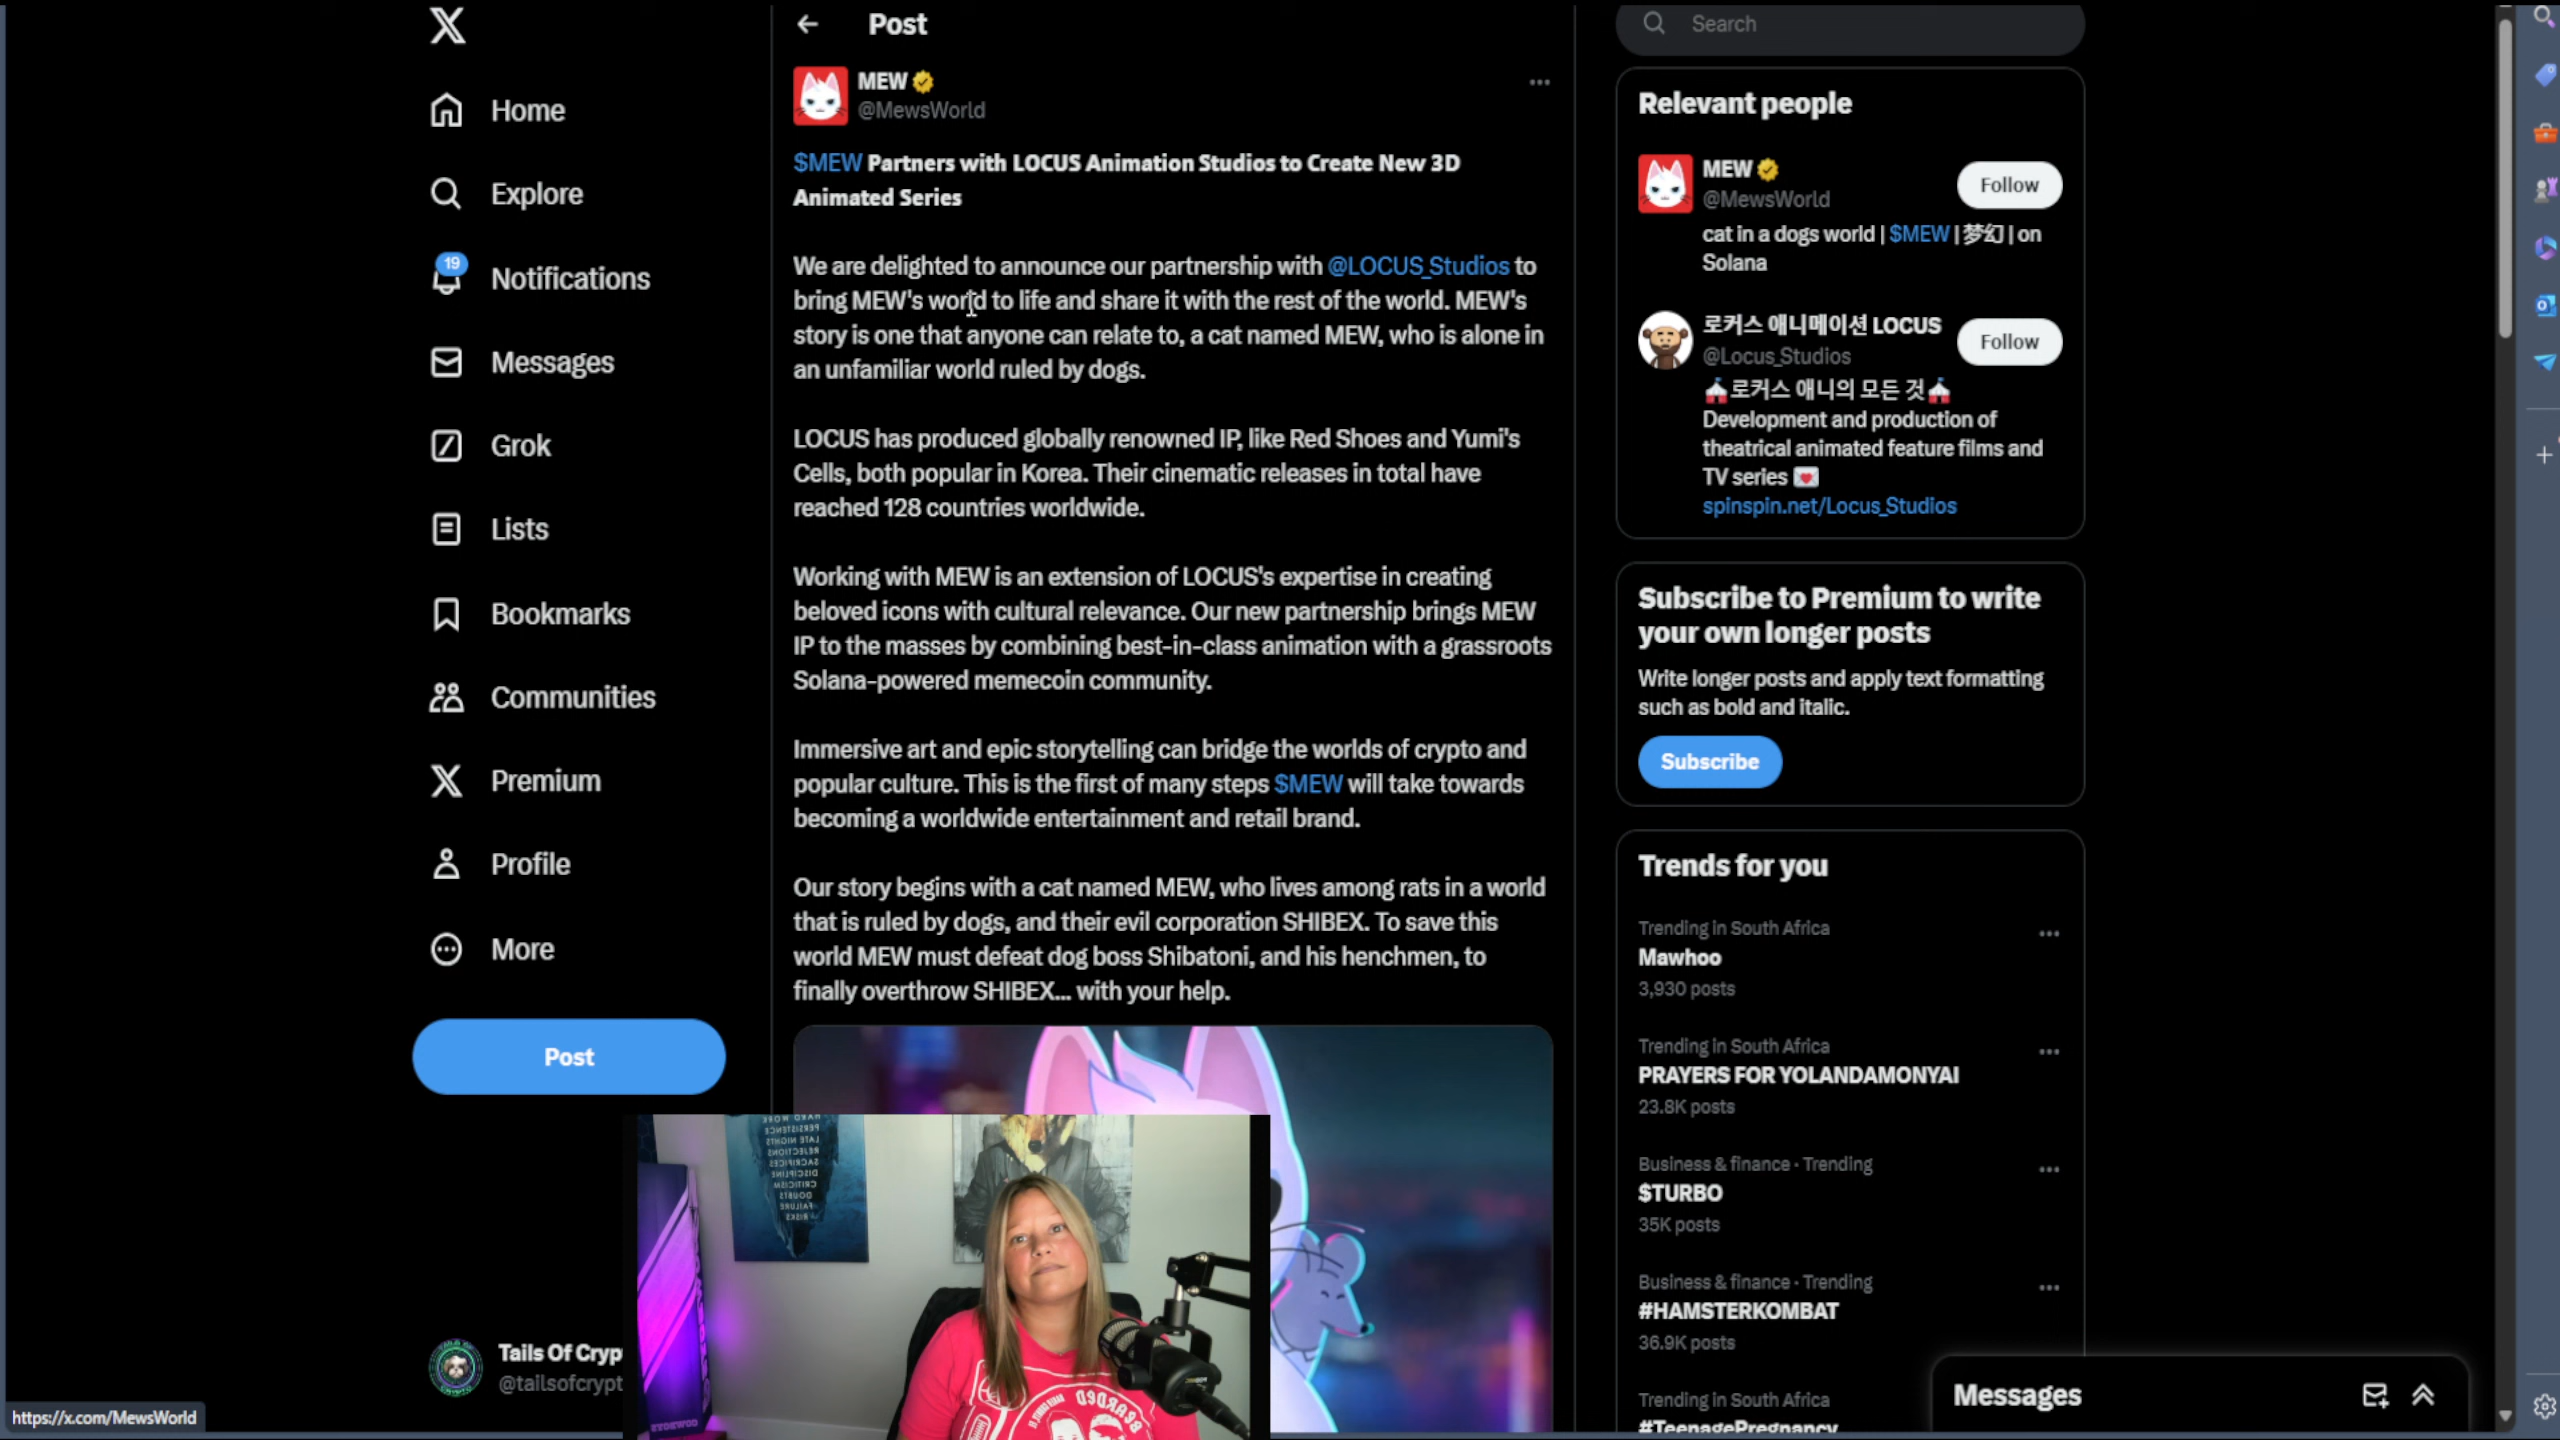 Home
Explore
19
Notifications
Messages
Grok
Lists
Bookmarks
Communities
Premium
Profile
More
Post
Tails Of Cryp
@tailsofcrypt
https://x.com/MewsWorld
Post
MEW
@MewsWorld
$MEW Partners with LOCUS Animation Studios to Create New 3D
Animated Series
We are delighted to announce our partnership with @LOCUS_Studios to
bring MEW's world to life and share it with the rest of the world. MEW's
story is one that anyone can relate to, a cat named MEW, who is alone in
an unfamiliar world ruled by dogs.
LOCUS has produced globally renowned IP, like Red Shoes and Yumi's
Cells, both popular in Korea. Their cinematic releases in total have
reached 128 countries worldwide.
Working with MEW is an extension of LOCUS's expertise in creating
beloved icons with cultural relevance. Our new partnership brings MEW
IP to the masses by combining best-in-class animation with a grassroots
Solana-powered memecoin community.
Immersive art and epic storytelling can bridge the worlds of crypto and
popular culture. This is the first of many steps $MEW will take towards
becoming a worldwide entertainment and retail brand.
Our story begins with a cat named MEW, who lives among rats in a world
that is ruled by dogs, and their evil corporation SHIBEX. To save this
world MEW must defeat dog boss Shibatoni, and his henchmen, to
finally overthrow SHIBEX... with your help.
HARD WORK
PERSISTENCE
LATE NIGHTS
REJECTIONS
SACRIFICES
DISCIPLINE
CRITICISM
DOUBTS
FAILURE
RISKS
BEARDED
Search
Relevant people
MEW
@MewsWorld
Follow
cat in a dogs world | $MEW | 梦幻 | on
Solana
로커스 애니메이션 LOCUS
@Locus_Studios
Follow
로커스 애니의 모든 것
Development and production of
theatrical animated feature films and
TV series
spinspin.net/Locus_Studios
Subscribe to Premium to write
your own longer posts
Write longer posts and apply text formatting
such as bold and italic.
Subscribe
Trends for you
Trending in South Africa
Mawhoo
3,930 posts
Trending in South Africa
PRAYERS FOR YOLANDAMONYAI
23.8K posts
Business & finance · Trending
$TURBO
35K posts
Business & finance · Trending
#HAMSTERKOMBAT
36.9K posts
Trending in South Africa
#TeenagePregnancy
Messages